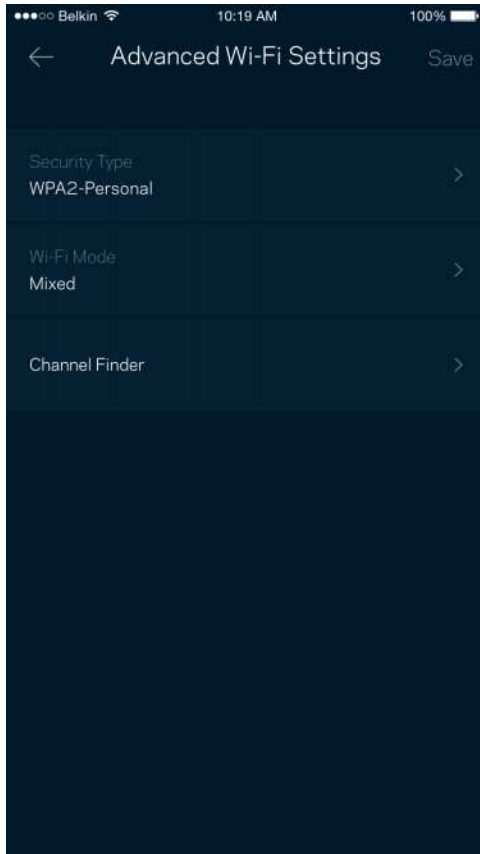 Belkin 10:19 AM 100%
Advanced Wi-Fi Settings Save
Security Type
WPA2-Personal
Wi-Fi Mode
Mixed
Channel Finder